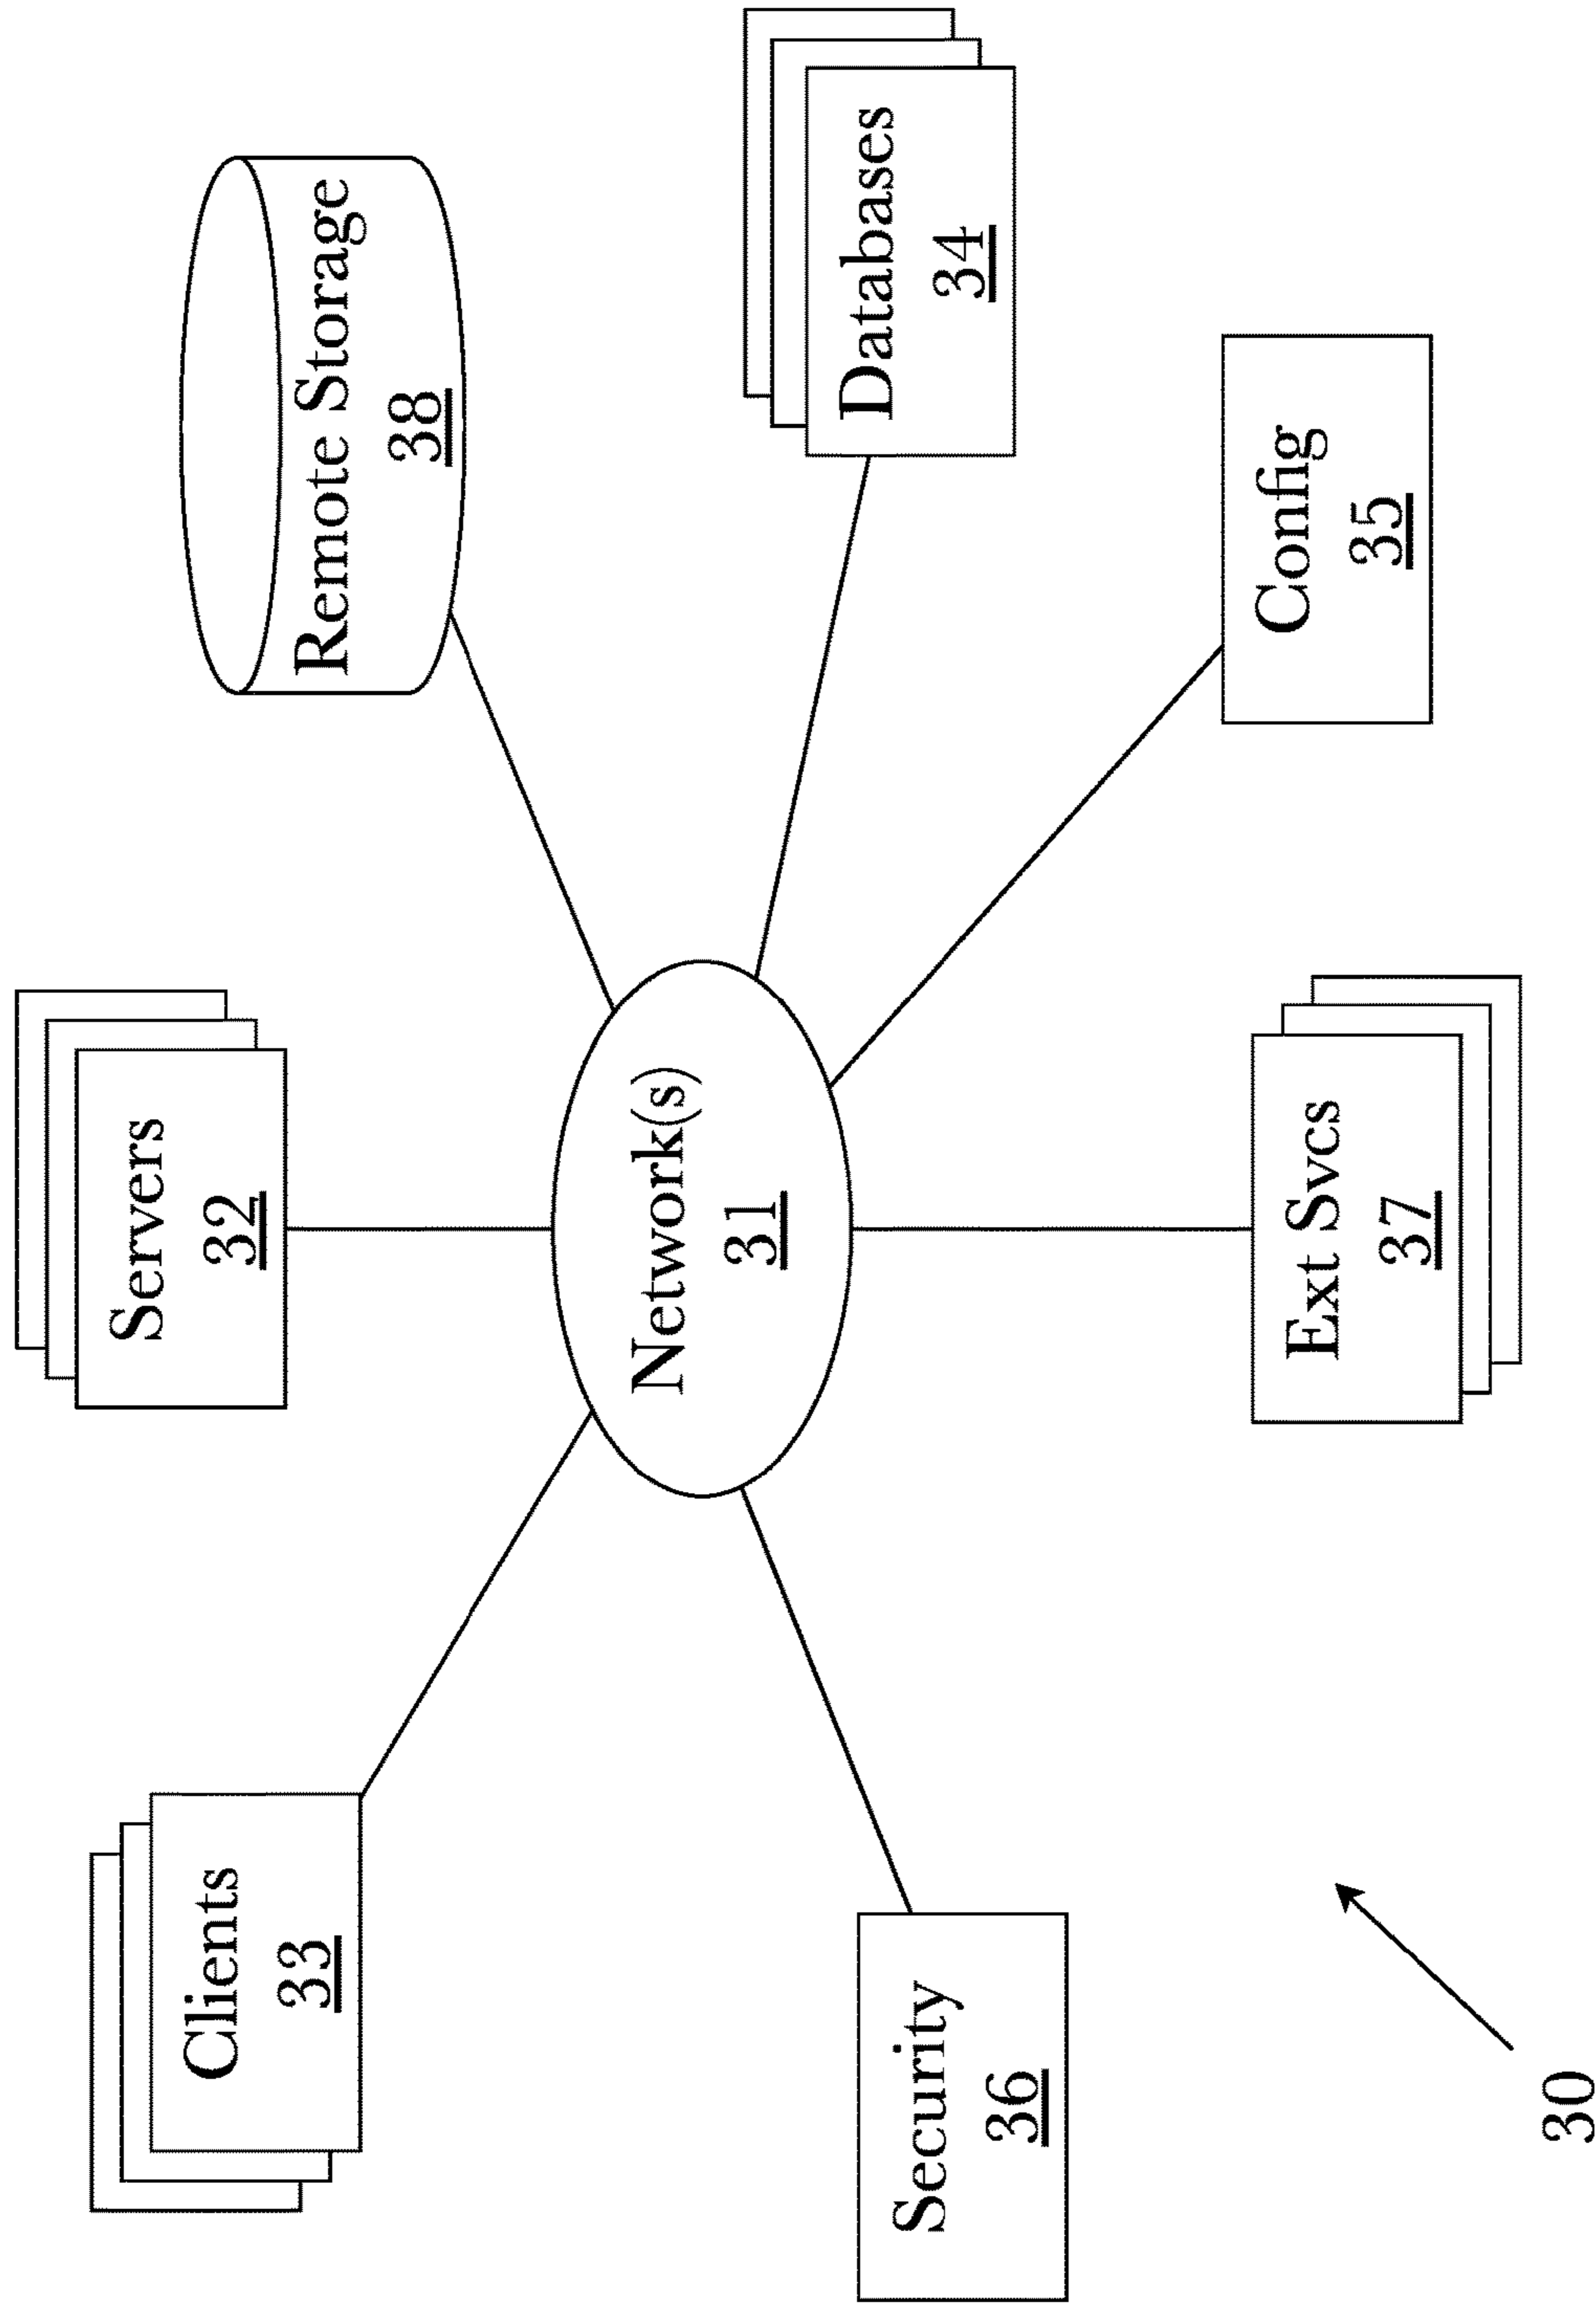 Servers
32
Clients
33
Remote Storage
38
Network(s)
31
Databases
34
Security
36
Ext Svcs
37
Config
35
30